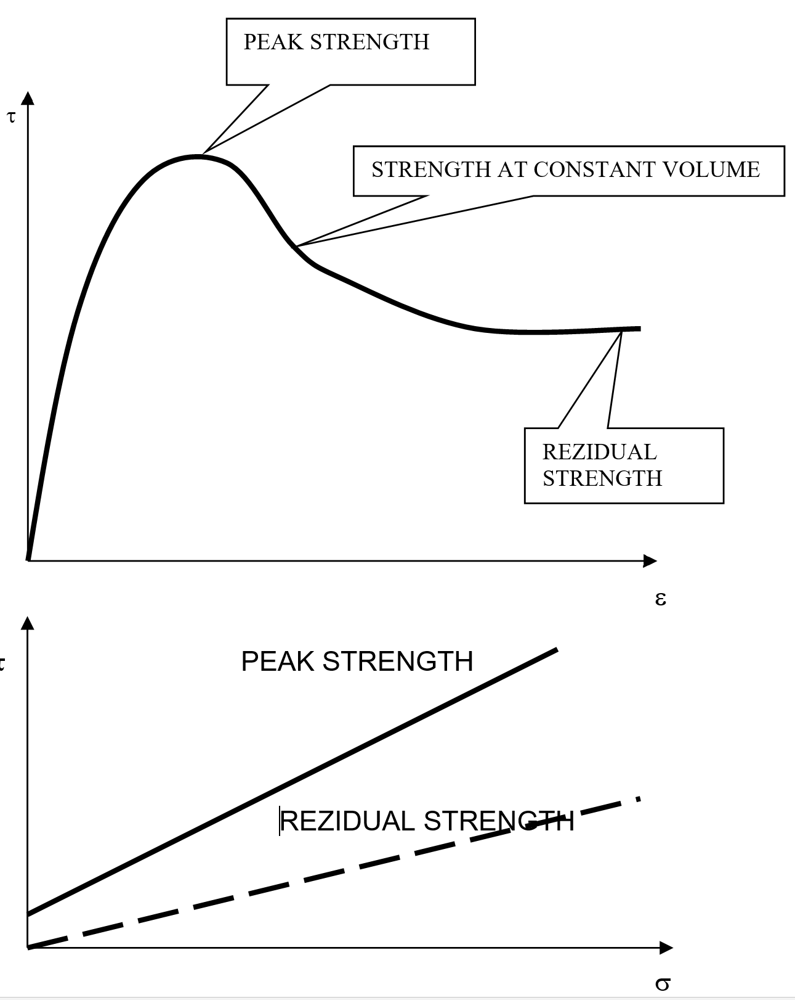 PEAK STRENGTH
τ
STRENGTH AT CONSTANT VOLUME
REZIDUAL
STRENGTH
ε
τ
PEAK STRENGTH
REZIDUAL STRENGTH
σ